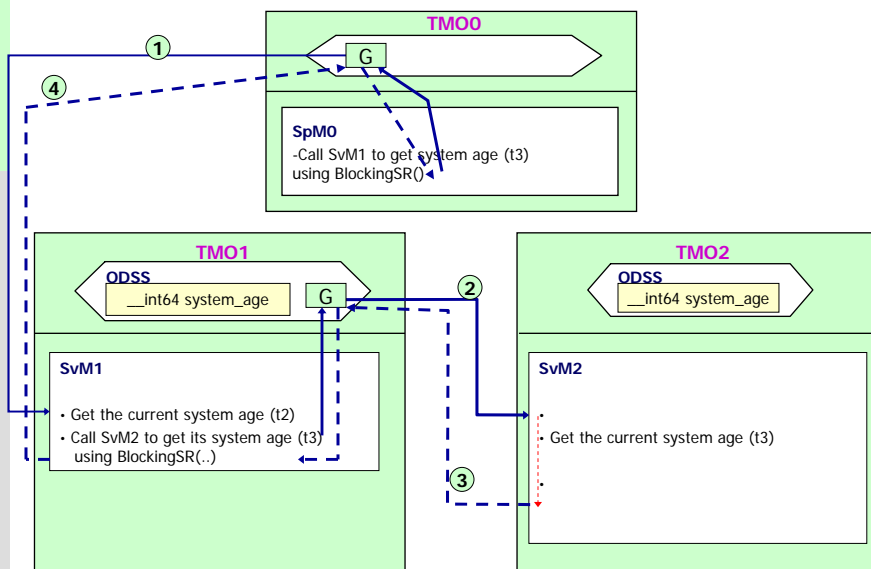 TMO0
1
G
4
SpM0
-Call SvM1 to get system age (t3)
using BlockingSR()
TMO1
ODSS
__int64 system_age
G
2
TMO2
ODSS
__int64 system_age
SvM1
• Get the current system age (t2)
• Call SvM2 to get its system age (t3)
using BlockingSR(..)
SvM2
•
• Get the current system age (t3)
•
3